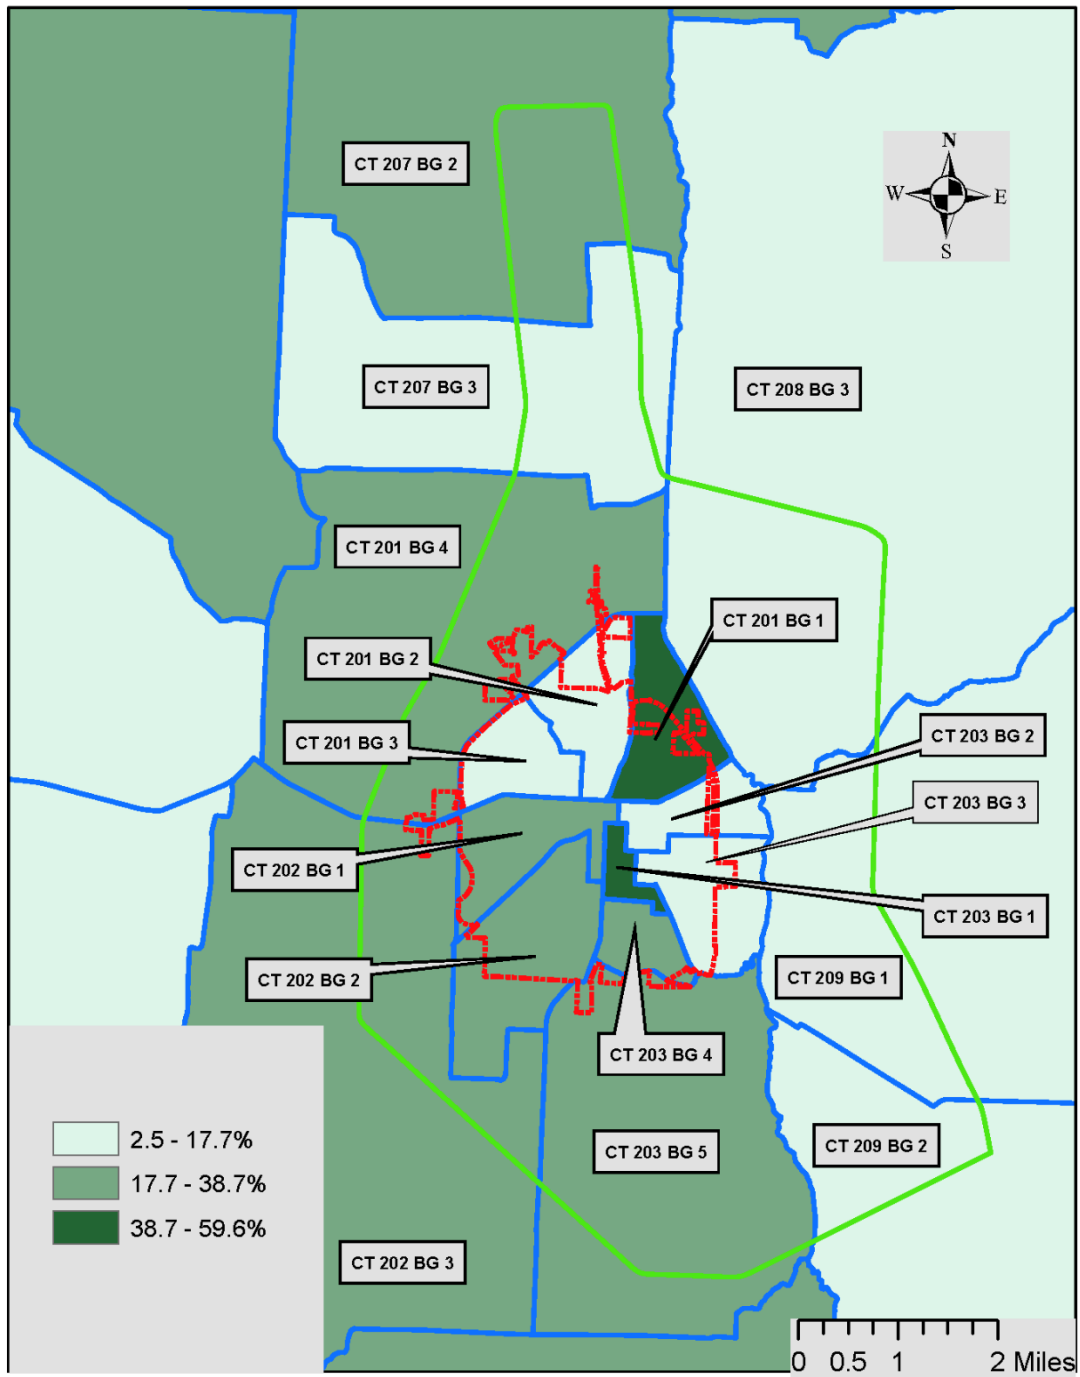 CT 207 BG 2
N
W
E
S
CT 207 BG 3
CT 208 BG 3
CT 201 BG 4
CT 201 BG 1
CT 201 BG 2
CT 201 BG 3
CT 203 BG 2
CT 203 BG 3
CT 202 BG 1
CT 203 BG 1
CT 202 BG 2
CT 209 BG 1
CT 203 BG 4
CT 203 BG 5
CT 209 BG 2
2.5 - 17.7%
17.7 - 38.7%
38.7 - 59.6%
CT 202 BG 3
0 0.5 1 2 Miles